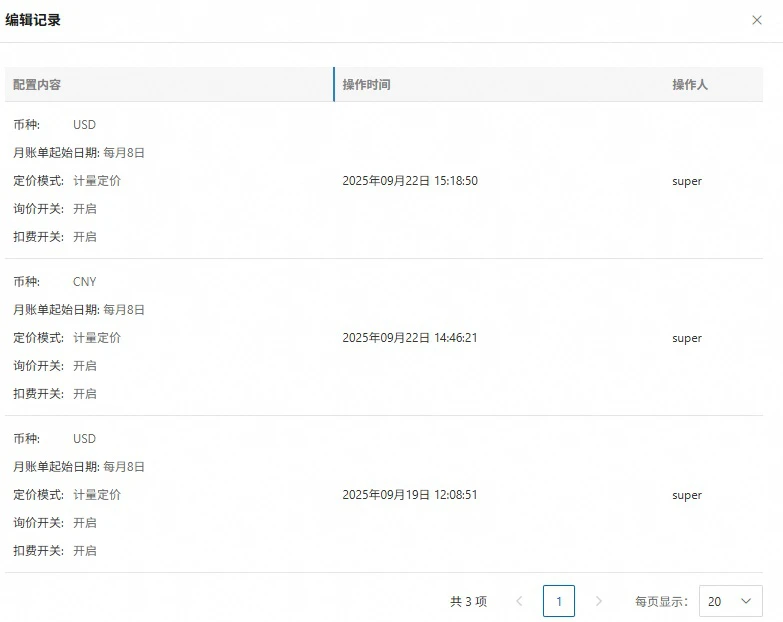 编辑记录
配置内容 操作时间 操作人
币种: USD
月账单起始日期: 每月8日
定价模式: 计量定价
询价开关: 开启
扣费开关: 开启
2025年09月22日 15:18:50
super
币种: CNY
月账单起始日期: 每月8日
定价模式: 计量定价
询价开关: 开启
扣费开关: 开启
2025年09月22日 14:46:21
super
币种: USD
月账单起始日期: 每月8日
定价模式: 计量定价
询价开关: 开启
扣费开关: 开启
2025年09月19日 12:08:51
super
共 3 项 1 每页显示: 20